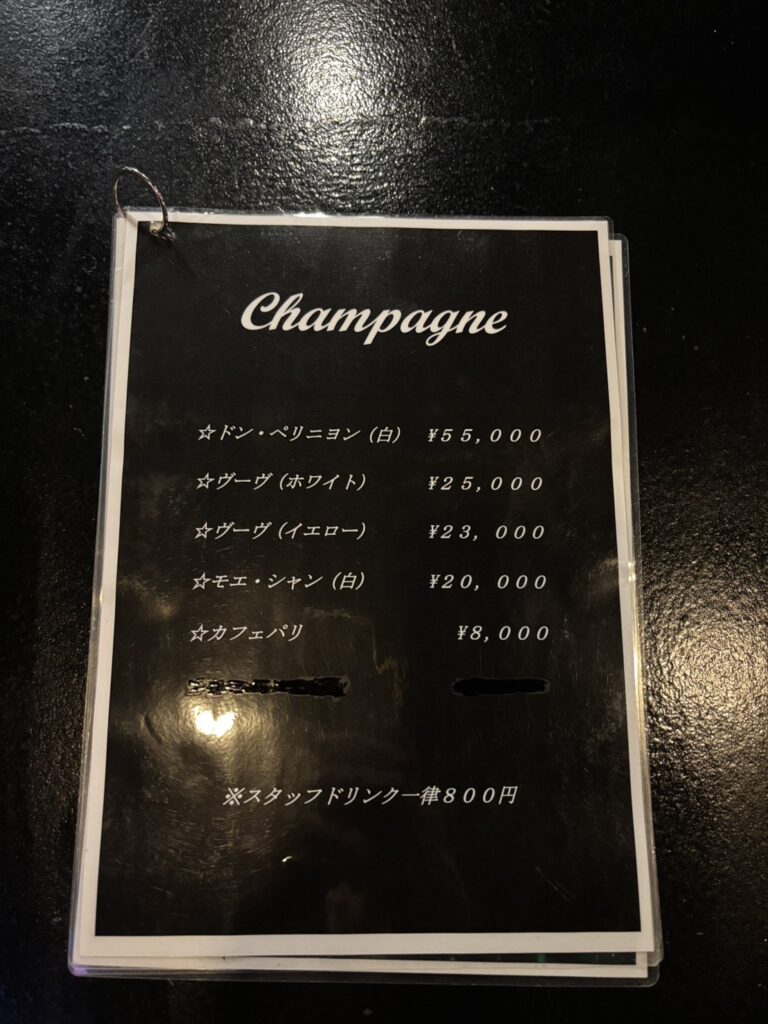 Champagne
☆ドン・ペリニヨン（白） ¥５５，０００
☆ヴーヴ（ホワイト） ¥２５，０００
☆ヴーヴ（イエロー） ¥２３，０００
☆モエ・シャン（白） ¥２０，０００
☆カフェパリ ¥８，０００
※スタッフドリンク一律８００円